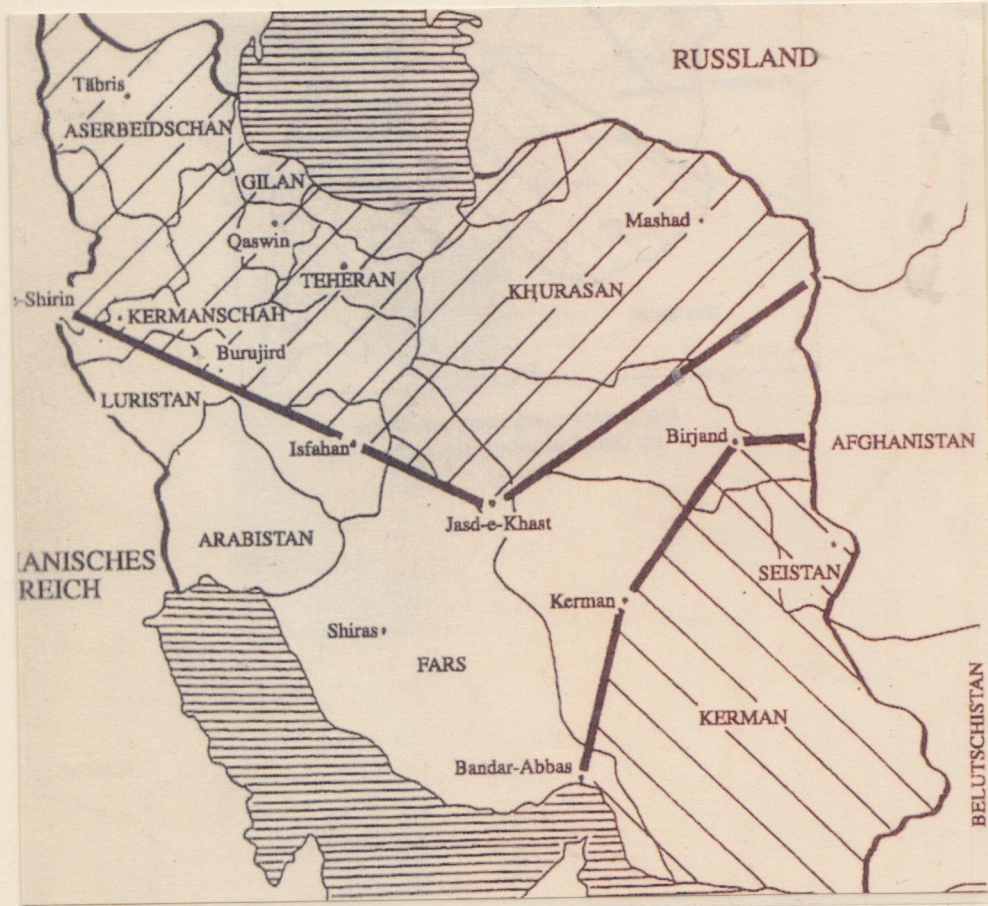 RUSSLAND
Täbris
ASERBEIDSCHAN
GILAN
Mashad
Qaswin
TEHERAN
KHURASAN
-Shirin
KERMANSCHAH
Burujird
LURISTAN
Isfahan
Birjand
AFGHANISTAN
Jasd-e-Khast
ARABISTAN
IANISCHES
REICH
SEISTAN
Kerman
Shiras
FARS
KERMAN
Bandar-Abbas
BELUTSCHISTAN